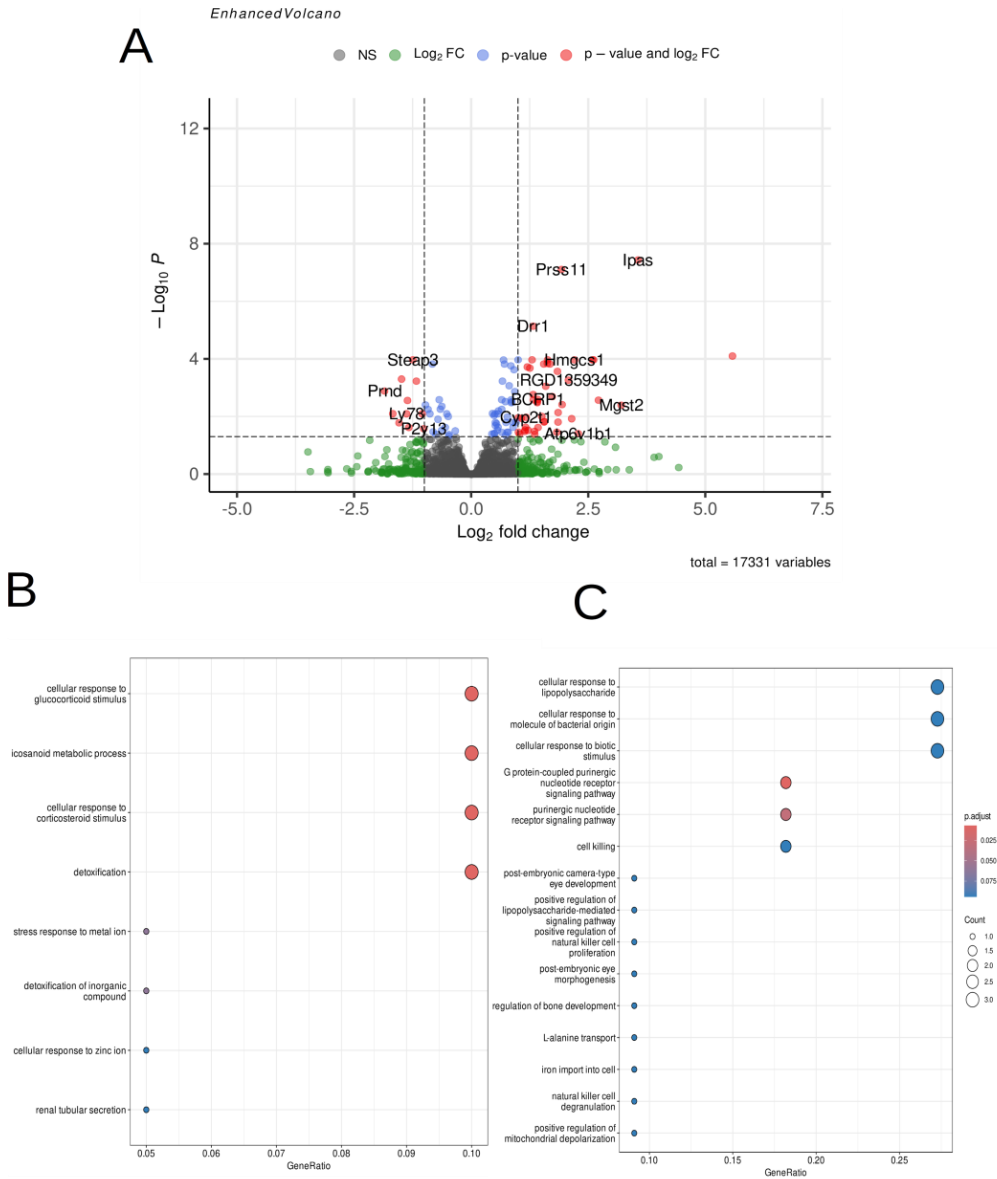 EnhancedVolcano
A
NS Log2 FC p-value p − value and log2 FC
− Log10 P
12
8
4
0
Ipas
Prss11
Drr1
Steap3
Hmgcs1
RGD1359349
Prnd
BCRP1
Mgst2
Ly78
Cyp2t1
P2y13
Atp6v1b1
-5.0 -2.5 0.0 2.5 5.0 7.5
Log2 fold change
total = 17331 variables
B
cellular response to
glucocorticoid stimulus
icosanoid metabolic process
cellular response to
corticosteroid stimulus
detoxification
stress response to metal ion
detoxification of inorganic
compound
cellular response to zinc ion
renal tubular secretion
0.05 0.06 0.07 0.08 0.09 0.10
GeneRatio
C
cellular response to
lipopolysaccharide
cellular response to
molecule of bacterial origin
cellular response to biotic
stimulus
G protein-coupled purinergic
nucleotide receptor
signaling pathway
purinergic nucleotide
receptor signaling pathway
cell killing
post-embryonic camera-type
eye development
positive regulation of
lipopolysaccharide-mediated
signaling pathway
positive regulation of
natural killer cell
proliferation
post-embryonic eye
morphogenesis
regulation of bone development
L-alanine transport
iron import into cell
natural killer cell
degranulation
positive regulation of
mitochondrial depolarization
0.10 0.15 0.20 0.25
GeneRatio
p.adjust
0.025
0.050
0.075
Count
1.0
1.5
2.0
2.5
3.0